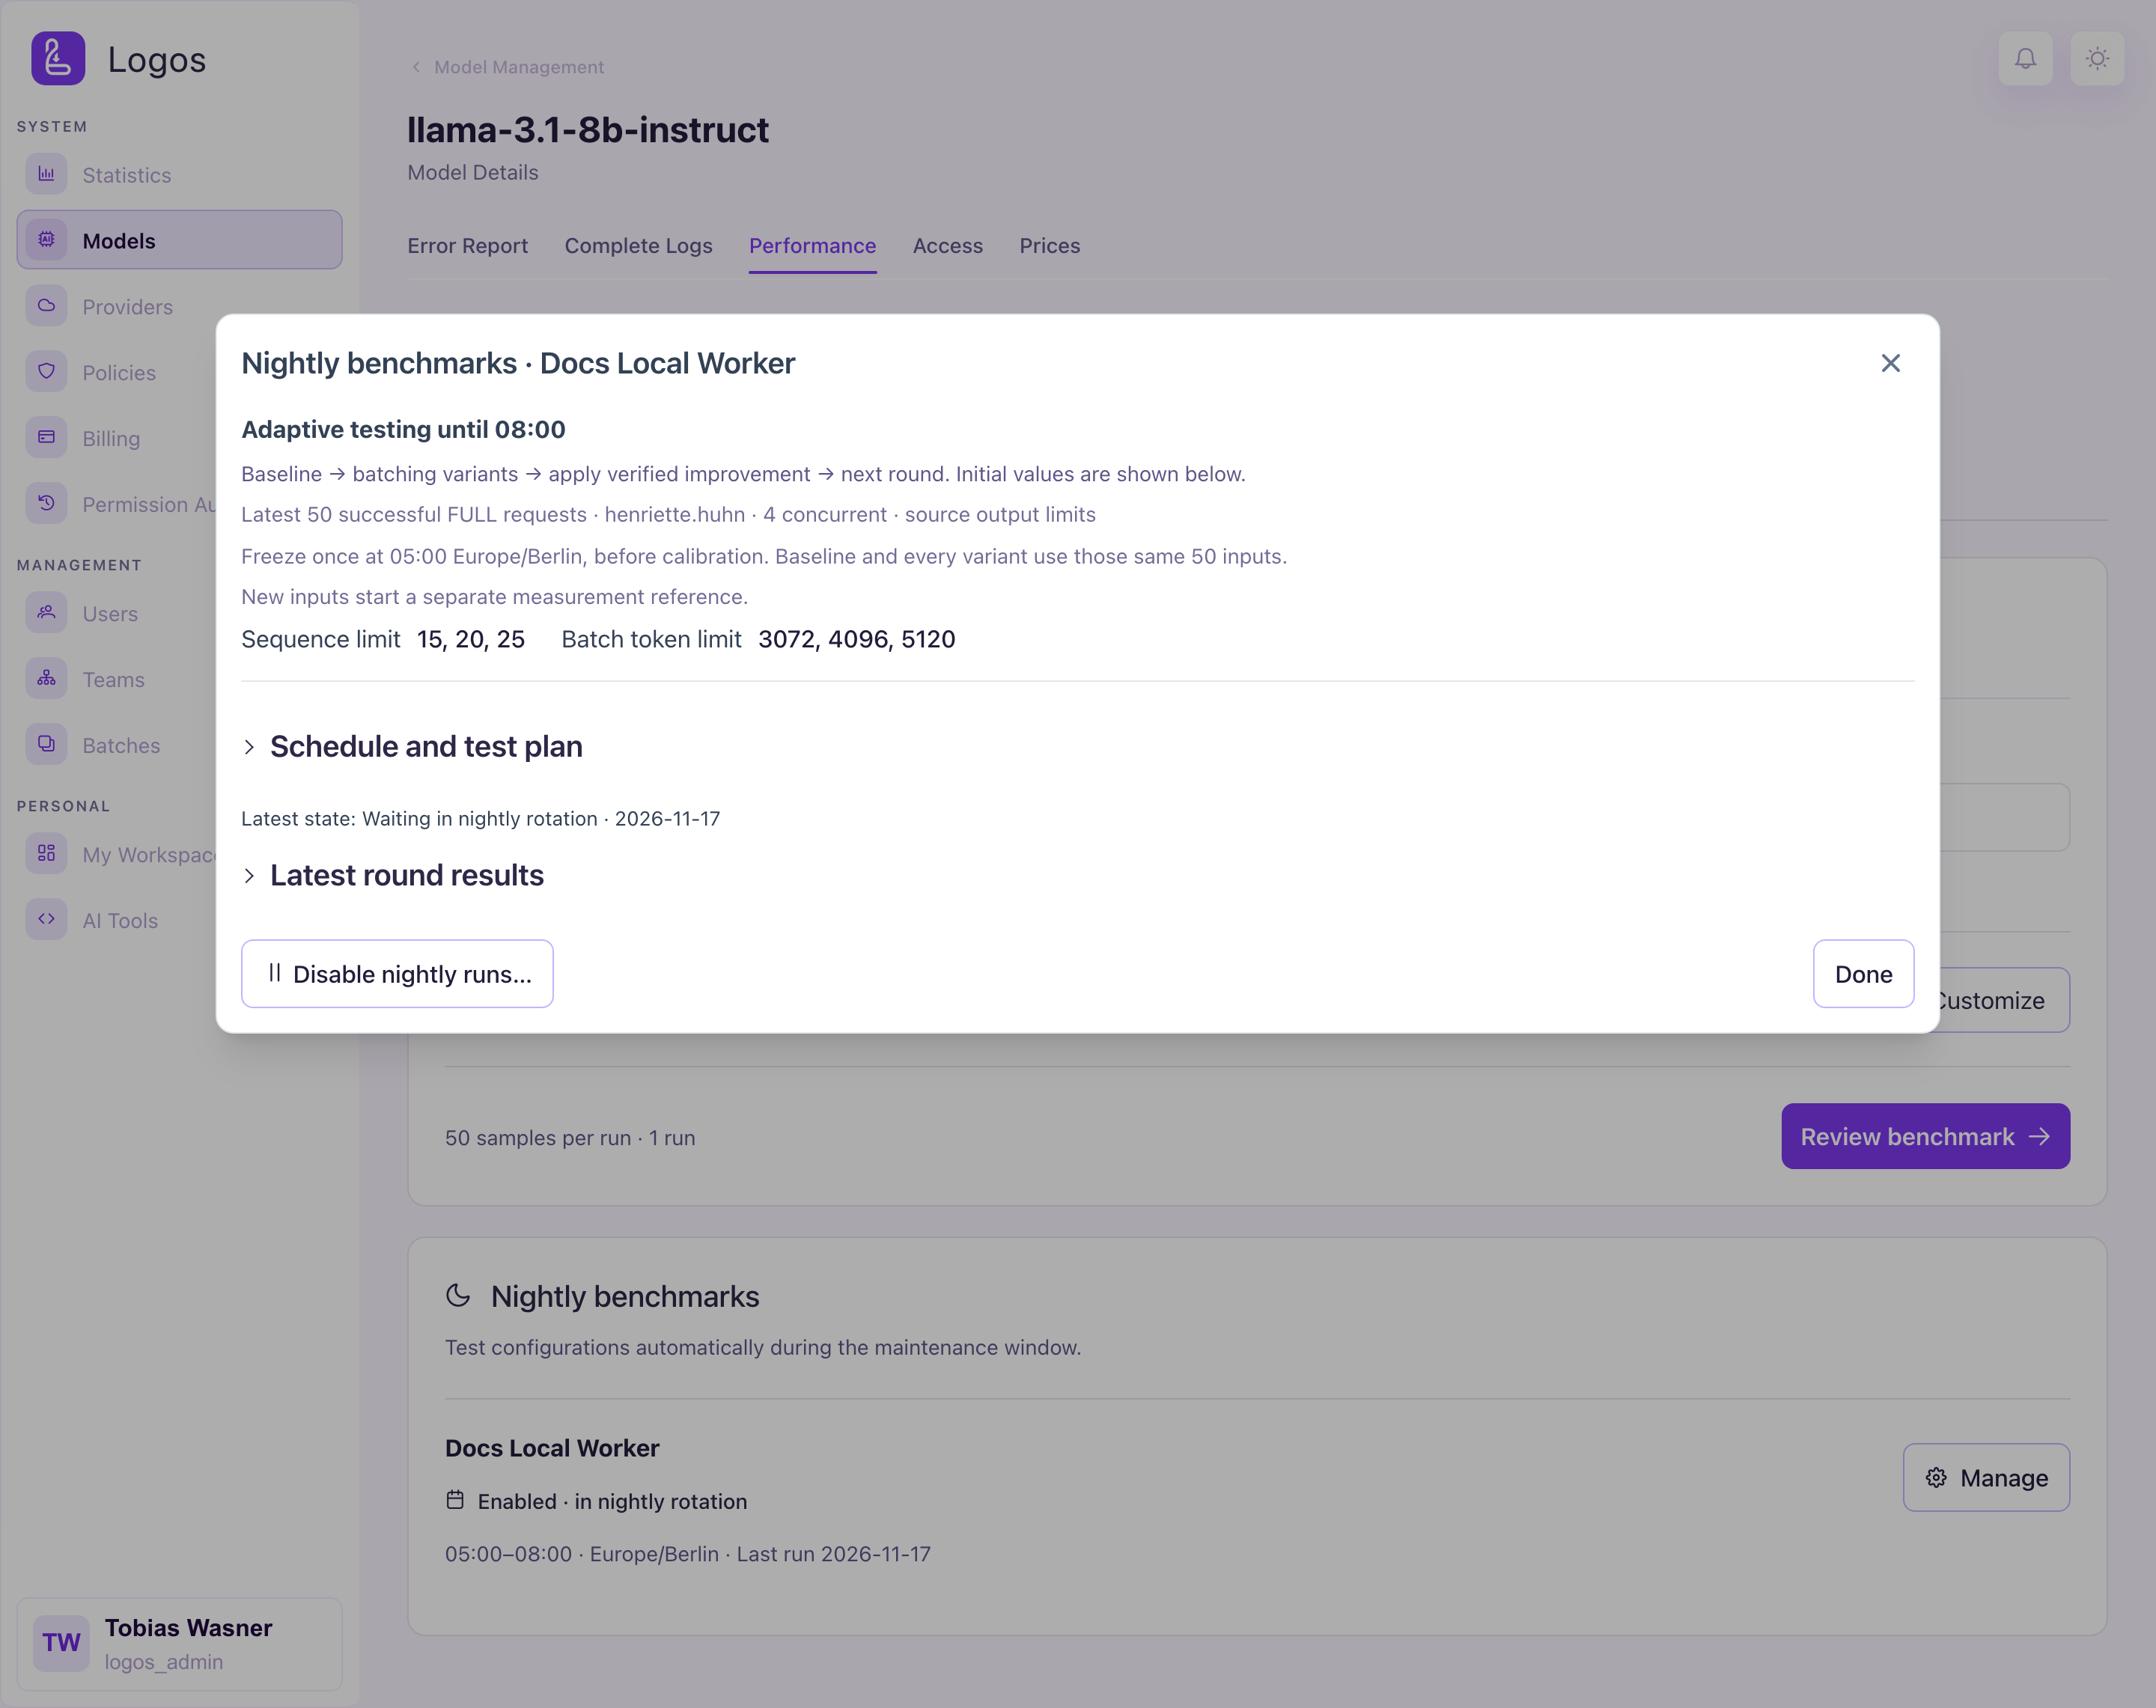 Logos
SYSTEM
Statistics
Models
Providers
Policies
Billing
Permission Au
MANAGEMENT
Users
Teams
Batches
PERSONAL
My Workspac
AI Tools
TW
Tobias Wasner
logos_admin
Model Management
llama-3.1-8b-instruct
Model Details
Error Report Complete Logs Performance Access Prices
Nightly benchmarks · Docs Local Worker
Adaptive testing until 08:00
Baseline → batching variants → apply verified improvement → next round. Initial values are shown below.
Latest 50 successful FULL requests · henriette.huhn · 4 concurrent · source output limits
Freeze once at 05:00 Europe/Berlin, before calibration. Baseline and every variant use those same 50 inputs.
New inputs start a separate measurement reference.
Sequence limit 15, 20, 25 Batch token limit 3072, 4096, 5120
Schedule and test plan
Latest state: Waiting in nightly rotation · 2026-11-17
Latest round results
Disable nightly runs...
Done
Customize
50 samples per run · 1 run
Review benchmark →
Nightly benchmarks
Test configurations automatically during the maintenance window.
Docs Local Worker
Enabled · in nightly rotation
Manage
05:00–08:00 · Europe/Berlin · Last run 2026-11-17